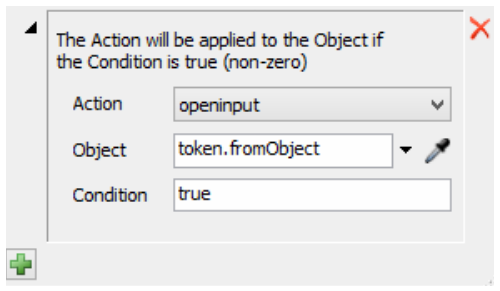 The Action will be applied to the Object if
the Condition is true (non-zero)
Action openinput
Object token.fromObject
Condition true